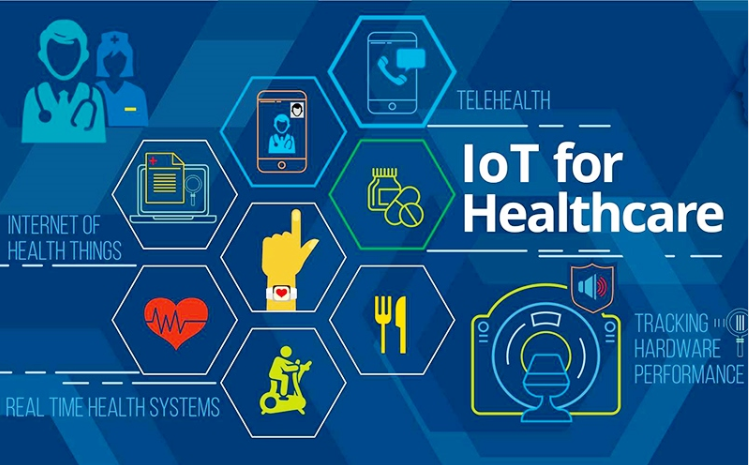 TELEHEALTH
IoT for
Healthcare
INTERNET OF
HEALTH THINGS
TRACKING
HARDWARE
PERFORMANCE
REAL TIME HEALTH SYSTEMS